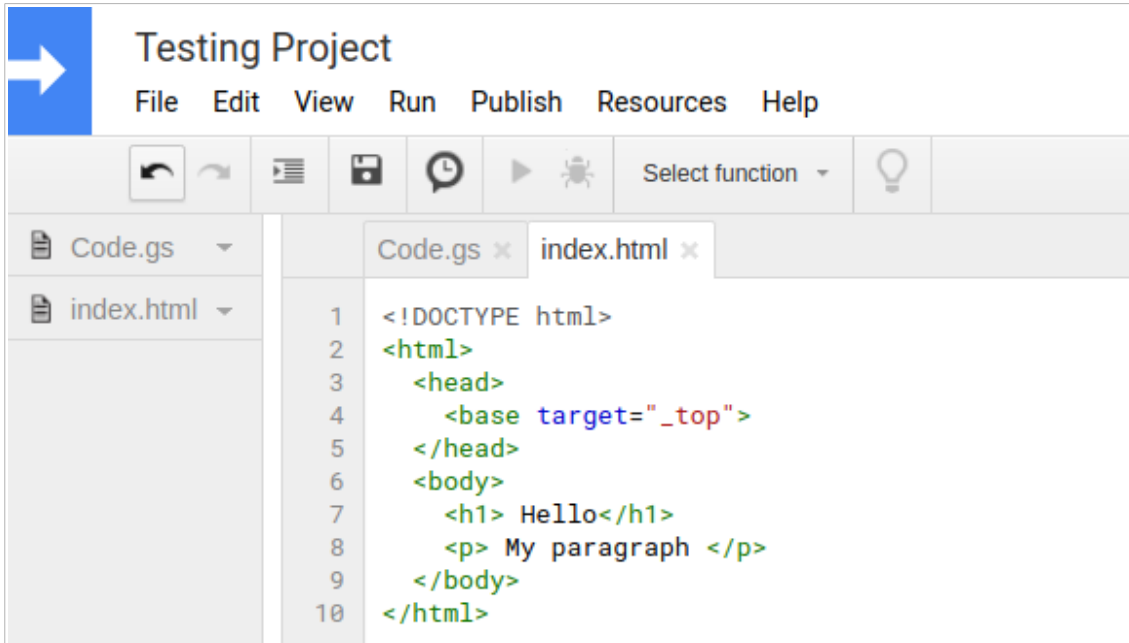 Testing Project
File Edit View Run Publish Resources Help
Select function
Code.gs
index.html
Code.gs × index.html ×
1 <!DOCTYPE html>
2 <html>
3   <head>
4     <base target="_top">
5   </head>
6   <body>
7     <h1> Hello</h1>
8     <p> My paragraph </p>
9   </body>
10 </html>